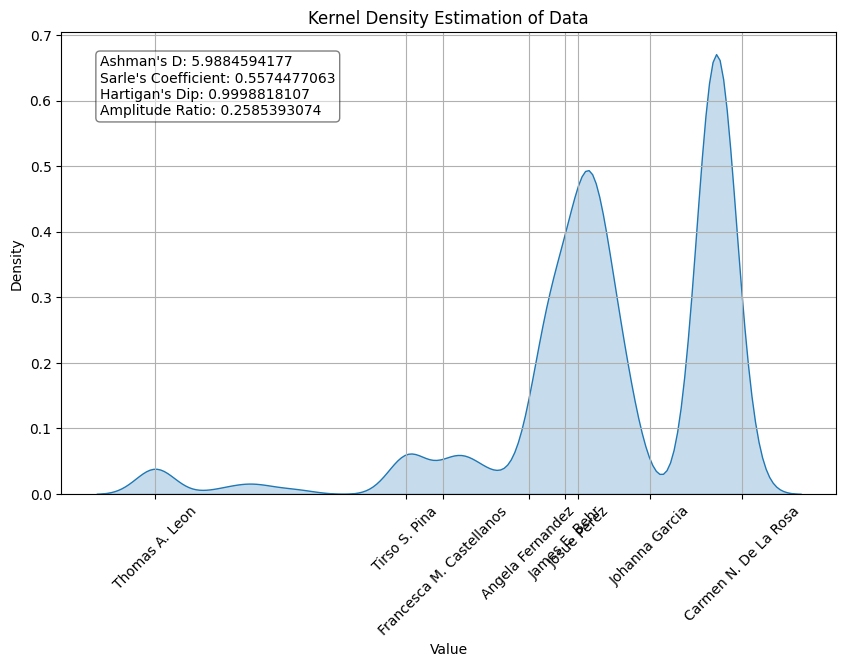 Kernel Density Estimation of Data
Ashman's D: 5.9884594177
Sarle's Coefficient: 0.5574477063
Hartigan's Dip: 0.9998818107
Amplitude Ratio: 0.2585393074
Density
0.7
0.6
0.5
0.4
0.3
0.2
0.1
0.0
Thomas A. Leon
Tirso S. Pina
Francesca M. Castellanos
Angela Fernandez
James E. Behr
Josue Perez
Johanna Garcia
Carmen N. De La Rosa
Value